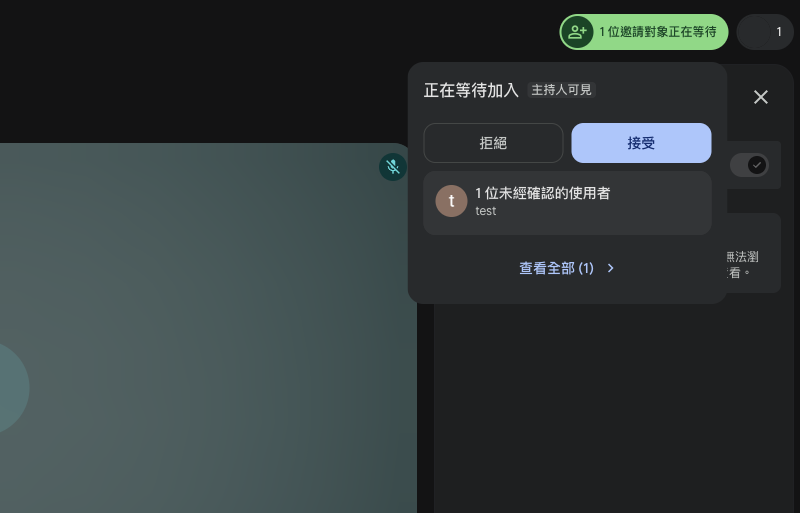 1 位邀請對象正在等待
1
正在等待加入 主持人可見
拒絕
接受
1 位未經確認的使用者
t
test
無法瀏
看。
查看全部 (1)